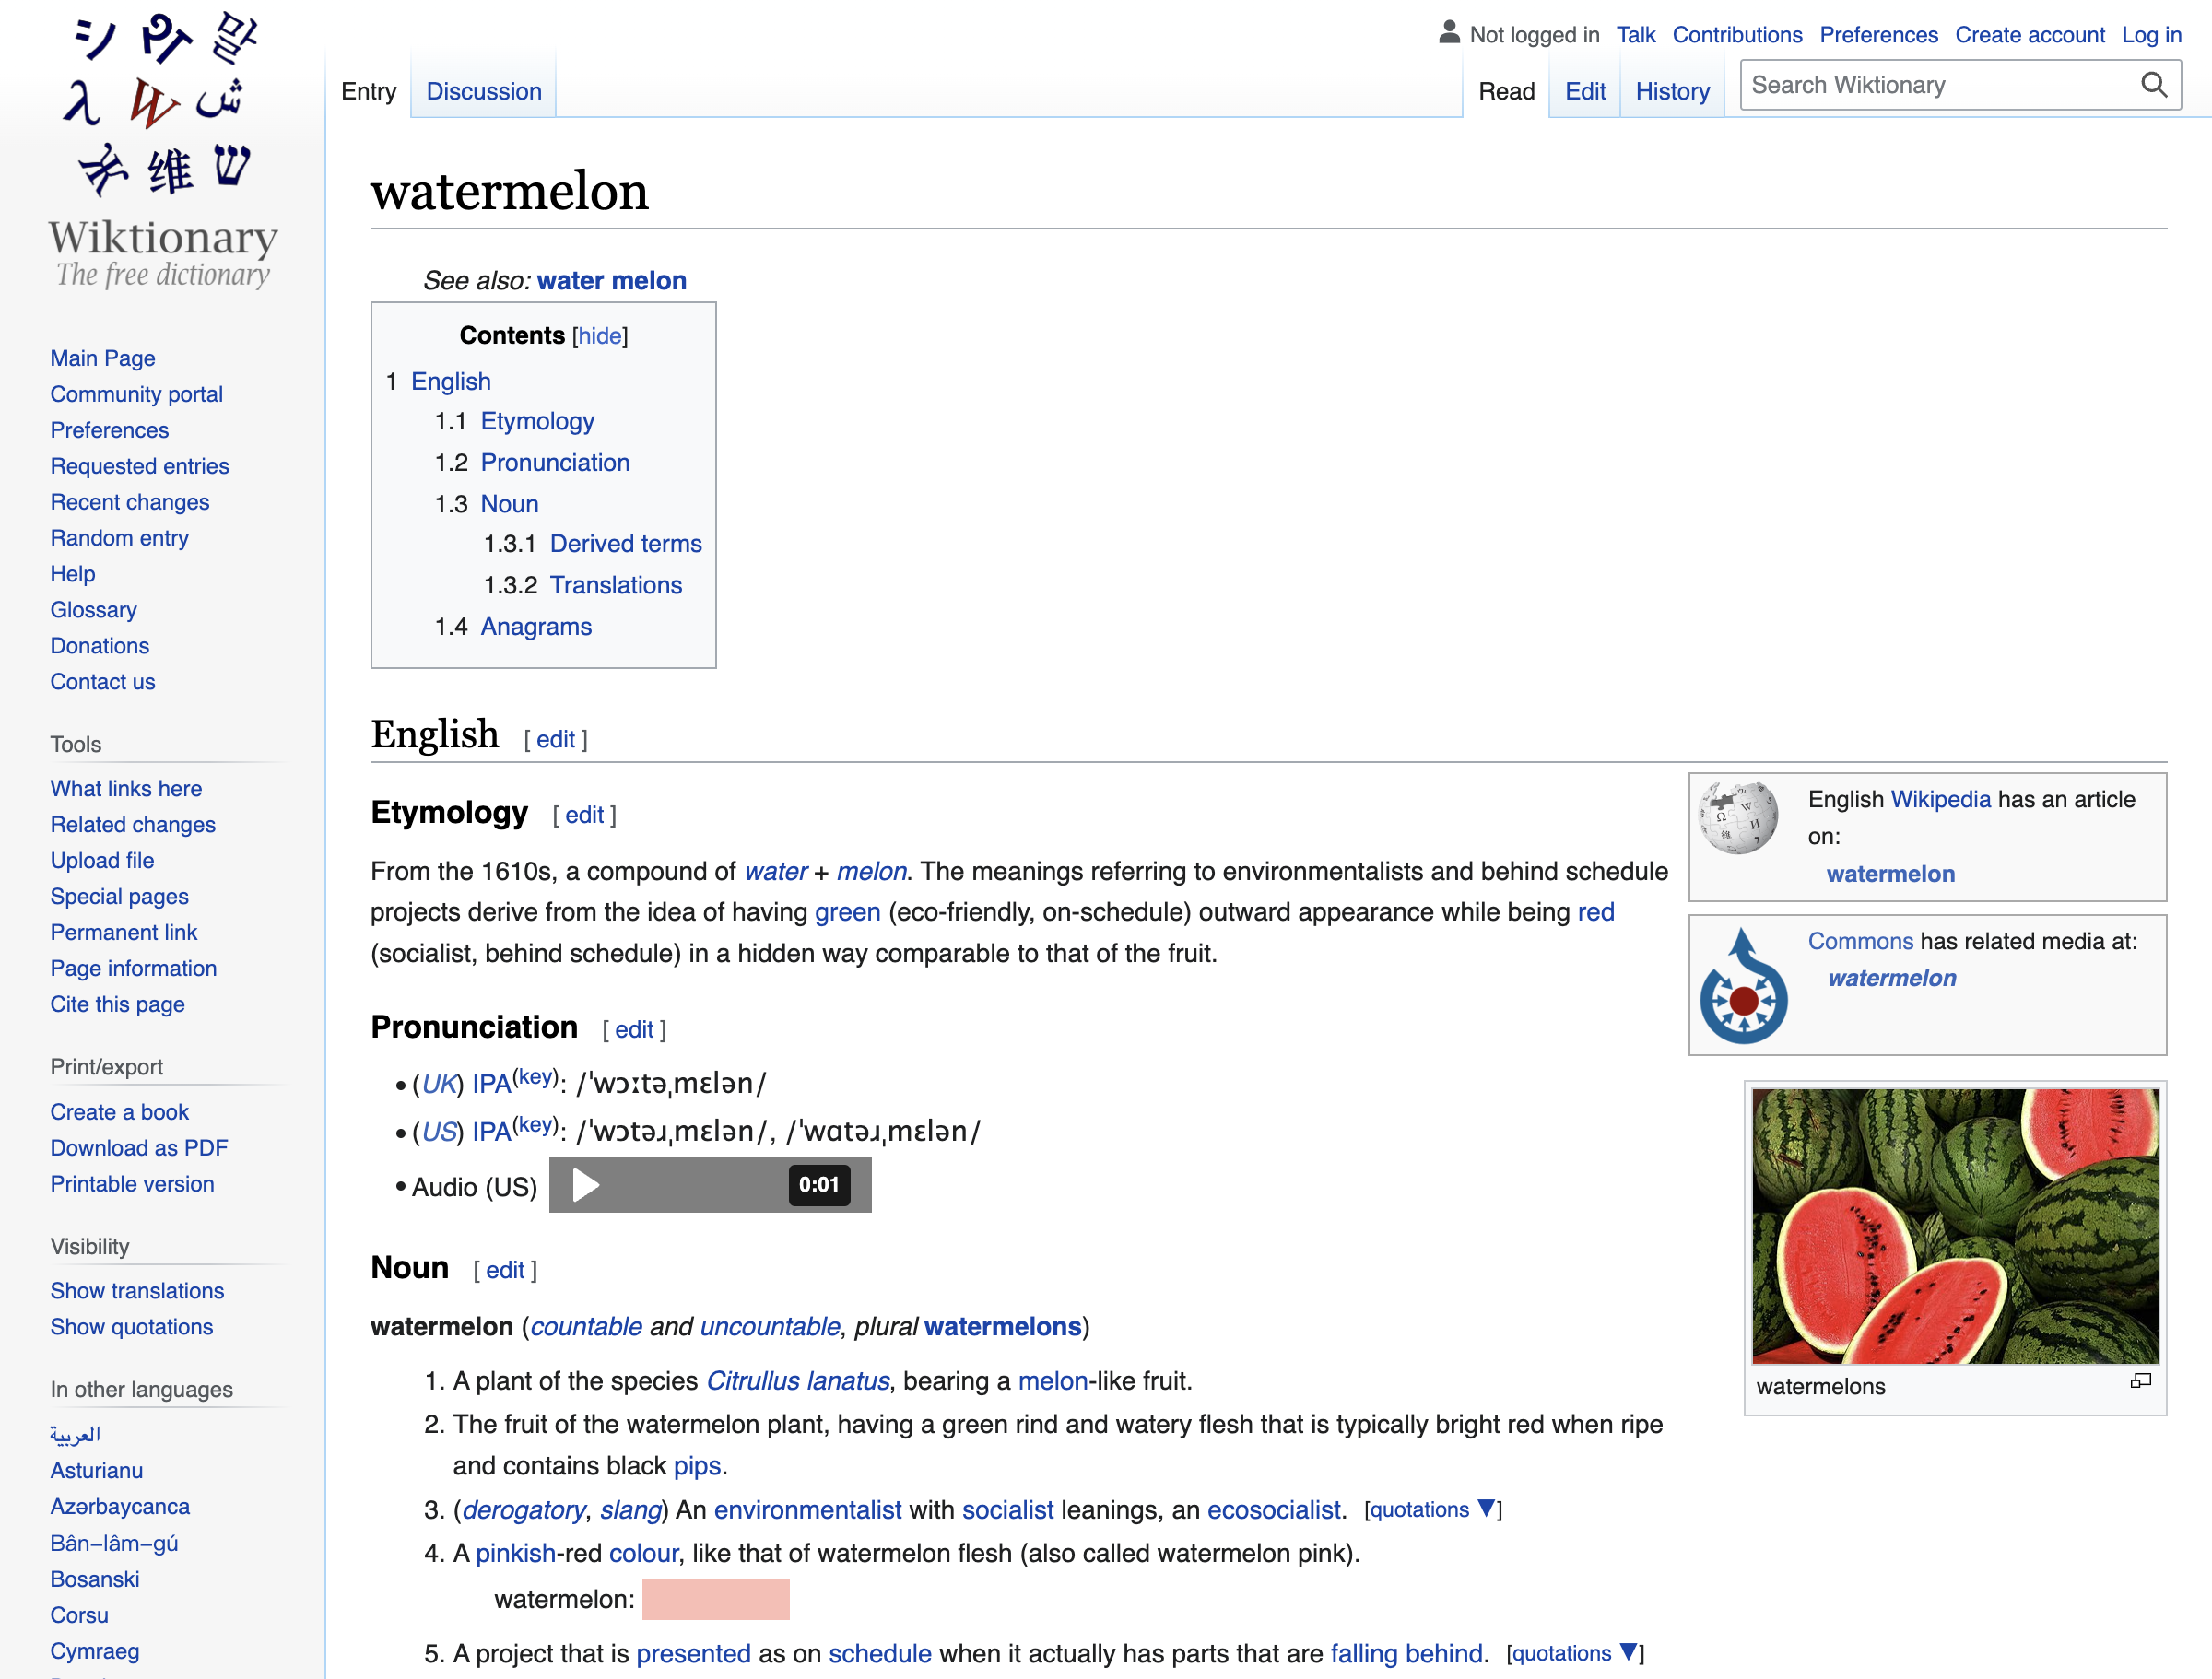 シ
ף
말
λ
W
ش
维
ש
Wiktionary
The free dictionary
Main Page
Community portal
Preferences
Requested entries
Recent changes
Random entry
Help
Glossary
Donations
Contact us
Tools
What links here
Related changes
Upload file
Special pages
Permanent link
Page information
Cite this page
Print/export
Create a book
Download as PDF
Printable version
Visibility
Show translations
Show quotations
In other languages
العربية
Asturianu
Azərbaycanca
Bân-lâm-gú
Bosanski
Corsu
Cymraeg
Not logged in Talk Contributions Preferences Create account Log in
Entry Discussion Read Edit History Search Wiktionary
watermelon
See also: water melon
Contents [hide]
1 English
1.1 Etymology
1.2 Pronunciation
1.3 Noun
1.3.1 Derived terms
1.3.2 Translations
1.4 Anagrams
English [ edit ]
Etymology [ edit ]
From the 1610s, a compound of water + melon. The meanings referring to environmentalists and behind schedule
projects derive from the idea of having green (eco-friendly, on-schedule) outward appearance while being red
(socialist, behind schedule) in a hidden way comparable to that of the fruit.
English Wikipedia has an article
on:
watermelon
Commons has related media at:
watermelon
Pronunciation [ edit ]
• (UK) IPA(key): /ˈwɔːtəˌmɛlən/
• (US) IPA(key): /ˈwɔtəɹˌmɛlən/, /ˈwɑtəɹˌmɛlən/
• Audio (US) 0:01
watermelons
Noun [ edit ]
watermelon (countable and uncountable, plural watermelons)
1. A plant of the species Citrullus lanatus, bearing a melon-like fruit.
2. The fruit of the watermelon plant, having a green rind and watery flesh that is typically bright red when ripe
and contains black pips.
3. (derogatory, slang) An environmentalist with socialist leanings, an ecosocialist. [quotations ▼]
4. A pinkish-red colour, like that of watermelon flesh (also called watermelon pink).
watermelon:
5. A project that is presented as on schedule when it actually has parts that are falling behind. [quotations ▼]